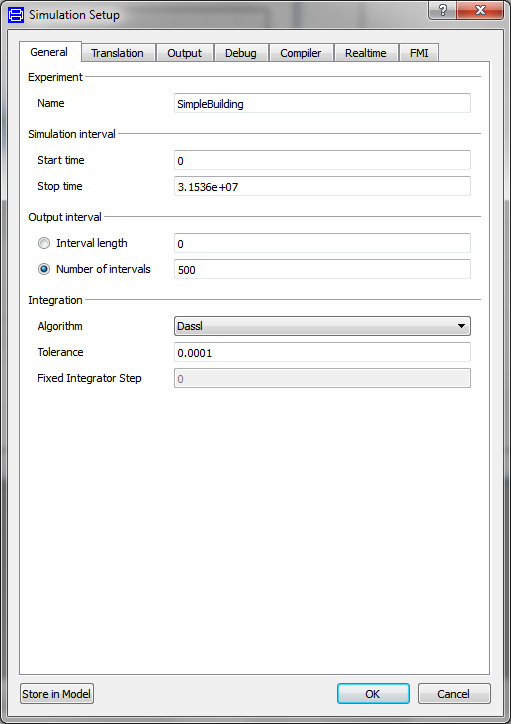 Simulation Setup
General Translation Output Debug Compiler Realtime FMI
Experiment
Name SimpleBuilding
Simulation interval
Start time 0
Stop time 3.1536e+07
Output interval
Interval length 0
Number of intervals 500
Integration
Algorithm Dassl
Tolerance 0.0001
Fixed Integrator Step 0
Store in Model OK Cancel